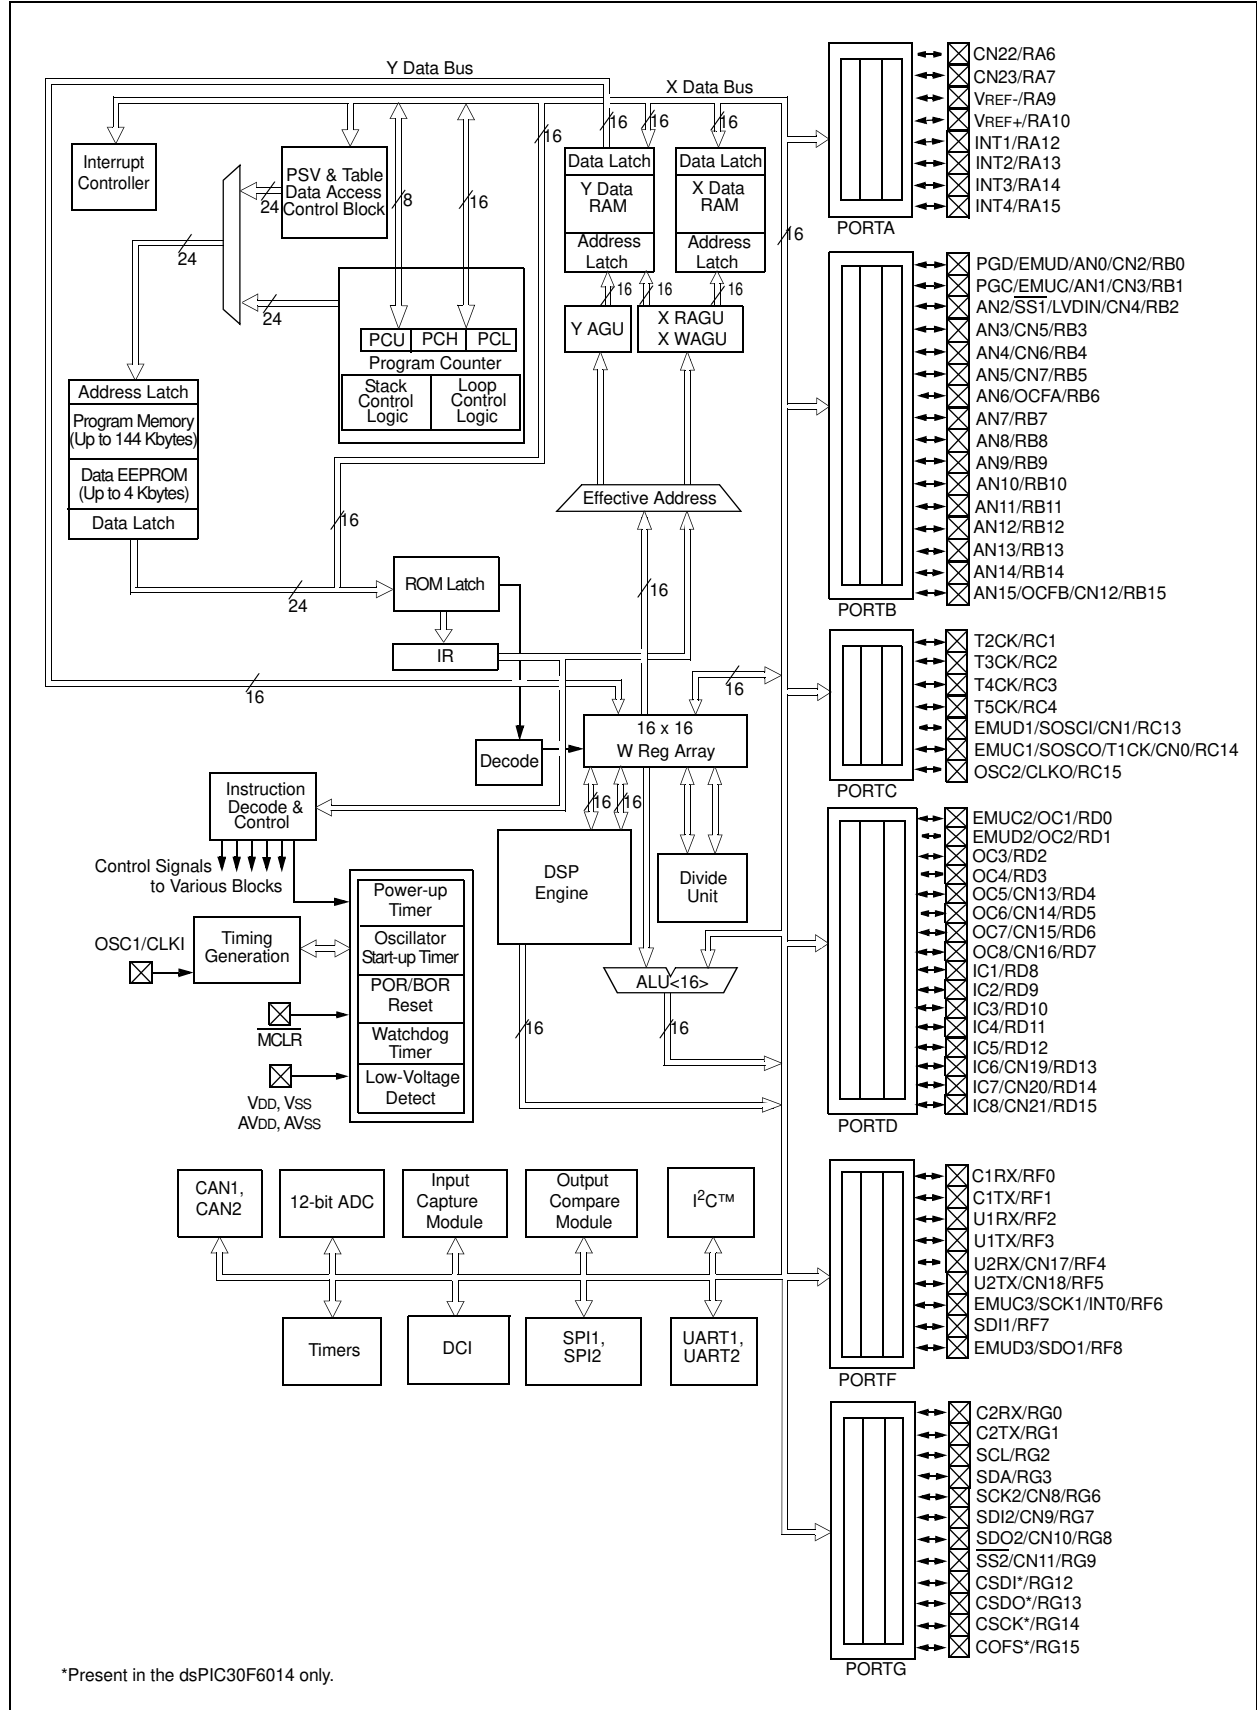 Y Data Bus
X Data Bus
16
16
16
16
Interrupt
Controller
PSV & Table
Data Access
Control Block
24
8
16
24
24
Data Latch
Y Data
RAM
Address
Latch
Data Latch
X Data
RAM
Address
Latch
16
16
16
16
Y AGU
X RAGU
X WAGU
PCU
PCH
PCL
Program Counter
Stack
Control
Logic
Loop
Control
Logic
Address Latch
Program Memory
(Up to 144 Kbytes)
Data EEPROM
(Up to 4 Kbytes)
Data Latch
Effective Address
16
24
ROM Latch
16
IR
16
16
16 x 16
W Reg Array
Decode
Instruction
Decode &
Control
16
16
Control Signals
to Various Blocks
DSP
Engine
Divide
Unit
Power-up
Timer
Oscillator
Start-up Timer
POR/BOR
Reset
Watchdog
Timer
Low-Voltage
Detect
OSC1/CLKI
Timing
Generation
MCLR
VDD, VSS
AVDD, AVSS
ALU<16>
16
16
CAN1,
CAN2
12-bit ADC
Input
Capture
Module
Output
Compare
Module
I²C™
Timers
DCI
SPI1,
SPI2
UART1,
UART2
CN22/RA6
CN23/RA7
VREF-/RA9
VREF+/RA10
INT1/RA12
INT2/RA13
INT3/RA14
INT4/RA15
PORTA
PGD/EMUD/AN0/CN2/RB0
PGC/EMUC/AN1/CN3/RB1
AN2/SS1/LVDIN/CN4/RB2
AN3/CN5/RB3
AN4/CN6/RB4
AN5/CN7/RB5
AN6/OCFA/RB6
AN7/RB7
AN8/RB8
AN9/RB9
AN10/RB10
AN11/RB11
AN12/RB12
AN13/RB13
AN14/RB14
AN15/OCFB/CN12/RB15
PORTB
T2CK/RC1
T3CK/RC2
T4CK/RC3
T5CK/RC4
EMUD1/SOSCI/CN1/RC13
EMUC1/SOSCO/T1CK/CN0/RC14
OSC2/CLKO/RC15
PORTC
EMUC2/OC1/RD0
EMUD2/OC2/RD1
OC3/RD2
OC4/RD3
OC5/CN13/RD4
OC6/CN14/RD5
OC7/CN15/RD6
OC8/CN16/RD7
IC1/RD8
IC2/RD9
IC3/RD10
IC4/RD11
IC5/RD12
IC6/CN19/RD13
IC7/CN20/RD14
IC8/CN21/RD15
PORTD
C1RX/RF0
C1TX/RF1
U1RX/RF2
U1TX/RF3
U2RX/CN17/RF4
U2TX/CN18/RF5
EMUC3/SCK1/INT0/RF6
SDI1/RF7
EMUD3/SDO1/RF8
PORTF
C2RX/RG0
C2TX/RG1
SCL/RG2
SDA/RG3
SCK2/CN8/RG6
SDI2/CN9/RG7
SDO2/CN10/RG8
SS2/CN11/RG9
CSDI*/RG12
CSDO*/RG13
CSCK*/RG14
COFS*/RG15
PORTG
16
*Present in the dsPIC30F6014 only.